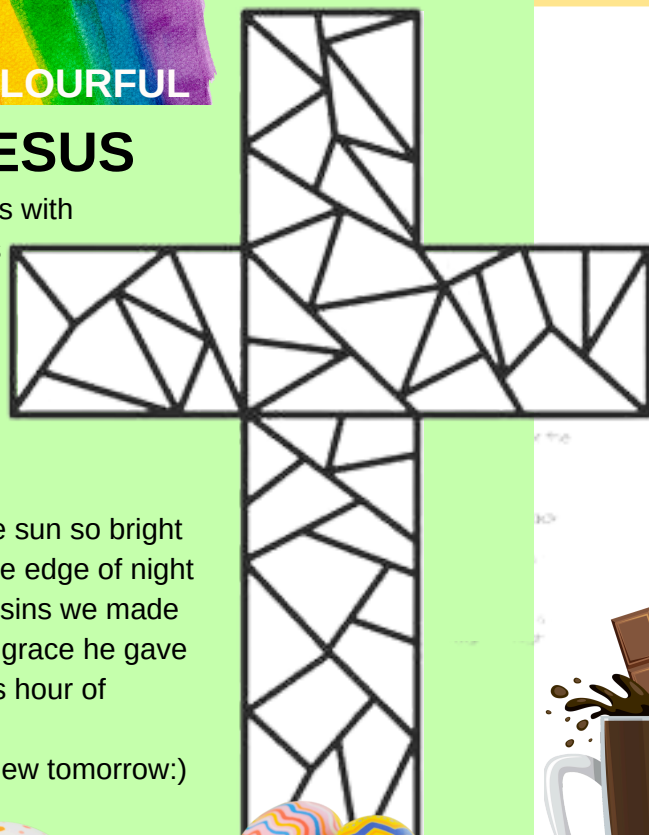 LOURFUL
ESUS
s with
e sun so bright
e edge of night
sins we made
grace he gave
s hour of
ew tomorrow:)